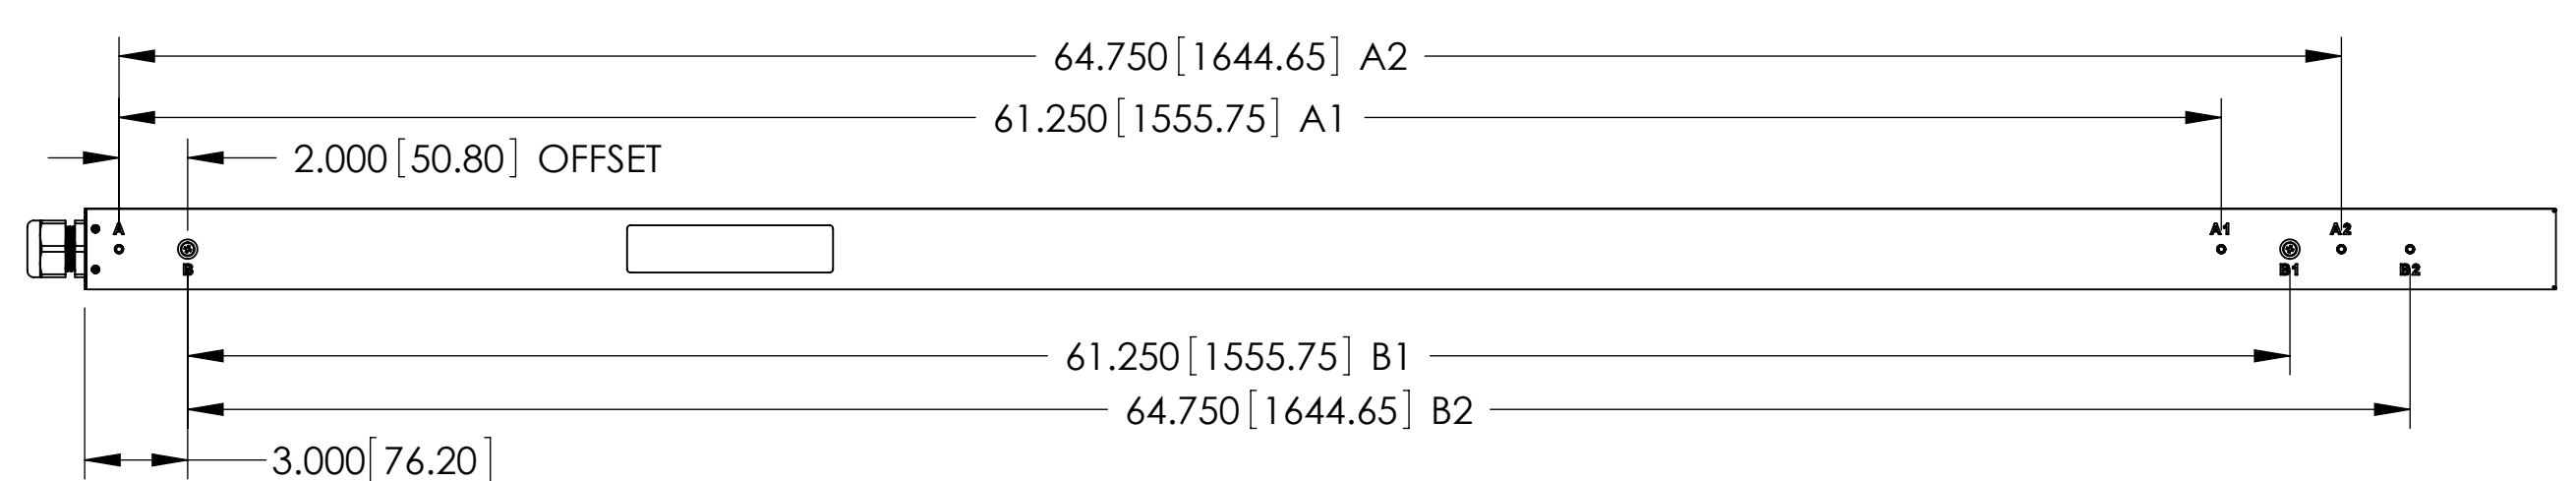 64.750[1644.65] A2
61.250[1555.75] A1
2.000[50.80] OFFSET
A
A1
A2
B
B1
B2
61.250[1555.75] B1
64.750[1644.65] B2
3.000[76.20]